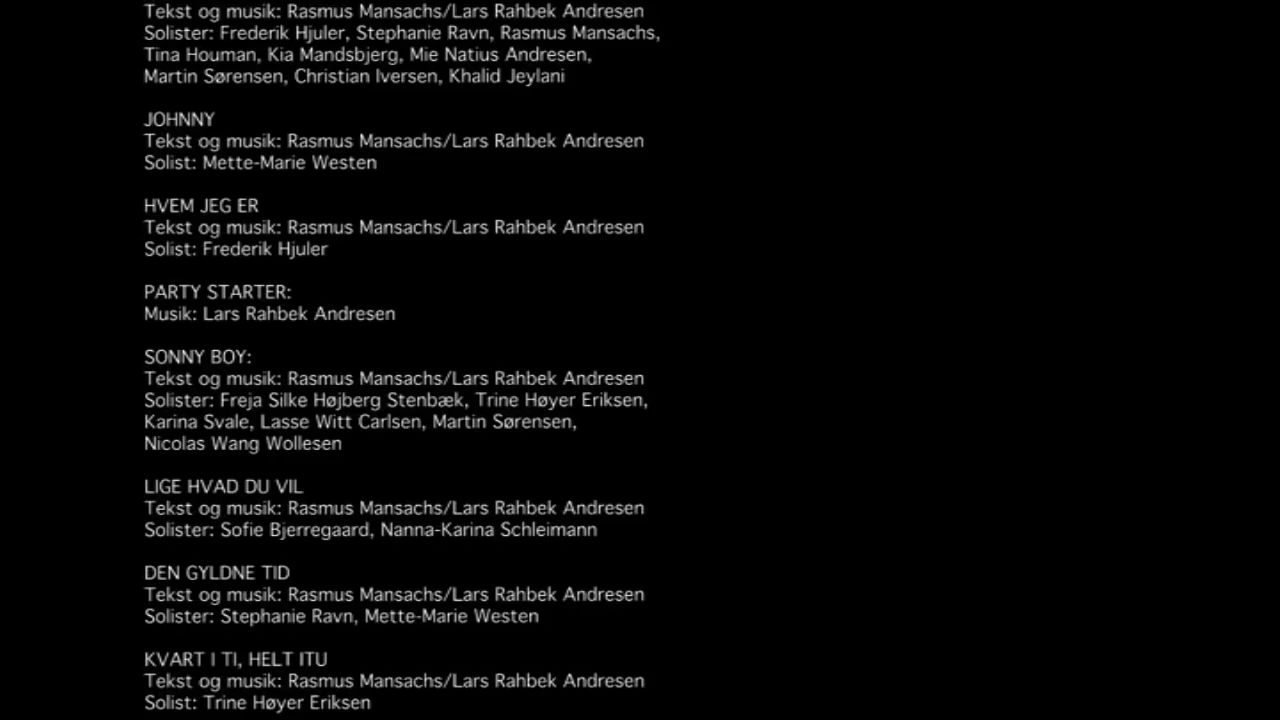 Tekst og musik: Rasmus Mansachs/Lars Rahbek Andresen
Solister: Frederik Hjuler, Stephanie Ravn, Rasmus Mansachs,
Tina Houman, Kia Mandsbjerg, Mie Natius Andresen,
Martin Sørensen, Christian Iversen, Khalid Jeylani
JOHNNY
Tekst og musik: Rasmus Mansachs/Lars Rahbek Andresen
Solist: Mette-Marie Westen
HVEM JEG ER
Tekst og musik: Rasmus Mansachs/Lars Rahbek Andresen
Solist: Frederik Hjuler
PARTY STARTER:
Musik: Lars Rahbek Andresen
SONNY BOY:
Tekst og musik: Rasmus Mansachs/Lars Rahbek Andresen
Solister: Freja Silke Højberg Stenbæk, Trine Høyer Eriksen,
Karina Svale, Lasse Witt Carlsen, Martin Sørensen,
Nicolas Wang Wollesen
LIGE HVAD DU VIL
Tekst og musik: Rasmus Mansachs/Lars Rahbek Andresen
Solister: Sofie Bjerregaard, Nanna-Karina Schleimann
DEN GYLDNE TID
Tekst og musik: Rasmus Mansachs/Lars Rahbek Andresen
Solister: Stephanie Ravn, Mette-Marie Westen
KVART I TI, HELT ITU
Tekst og musik: Rasmus Mansachs/Lars Rahbek Andresen
Solist: Trine Høyer Eriksen